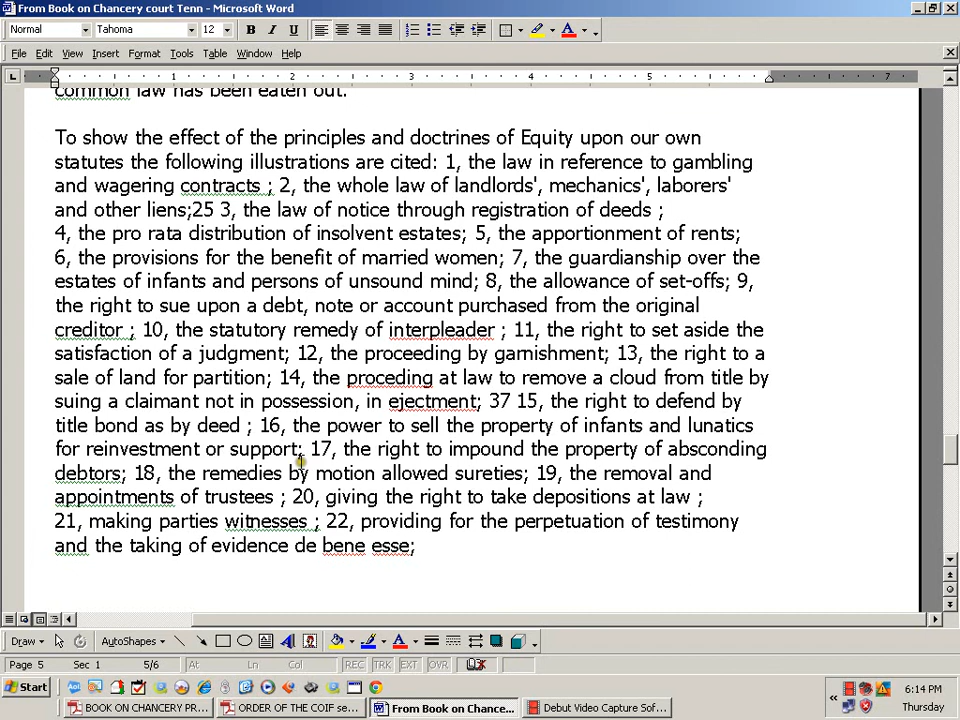 From Book on Chancery court Tenn - Microsoft Word
Normal Tahoma 12 B I U A
File Edit View Insert Format Tools Table Window Help
1 2 3 4 5 7
common law has been eaten out.
To show the effect of the principles and doctrines of Equity upon our own
statutes the following illustrations are cited: 1, the law in reference to gambling
and wagering contracts ; 2, the whole law of landlords', mechanics', laborers'
and other liens;25 3, the law of notice through registration of deeds ;
4, the pro rata distribution of insolvent estates; 5, the apportionment of rents;
6, the provisions for the benefit of married women; 7, the guardianship over the
estates of infants and persons of unsound mind; 8, the allowance of set-offs; 9,
the right to sue upon a debt, note or account purchased from the original
creditor ; 10, the statutory remedy of interpleader ; 11, the right to set aside the
satisfaction of a judgment; 12, the proceeding by garnishment; 13, the right to a
sale of land for partition; 14, the proceding at law to remove a cloud from title by
suing a claimant not in possession, in ejectment; 37 15, the right to defend by
title bond as by deed ; 16, the power to sell the property of infants and lunatics
for reinvestment or support; 17, the right to impound the property of absconding
debtors; 18, the remedies by motion allowed sureties; 19, the removal and
appointments of trustees ; 20, giving the right to take depositions at law ;
21, making parties witnesses ; 22, providing for the perpetuation of testimony
and the taking of evidence de bene esse;
Draw AutoShapes A
Page 5 Sec 1 5/6 At Ln Col REC TRK EXT OVR
Start 6:14 PM
BOOK ON CHANCERY PR... ORDER OF THE COIF se... From Book on Chance... Debut Video Capture Sof... Thursday